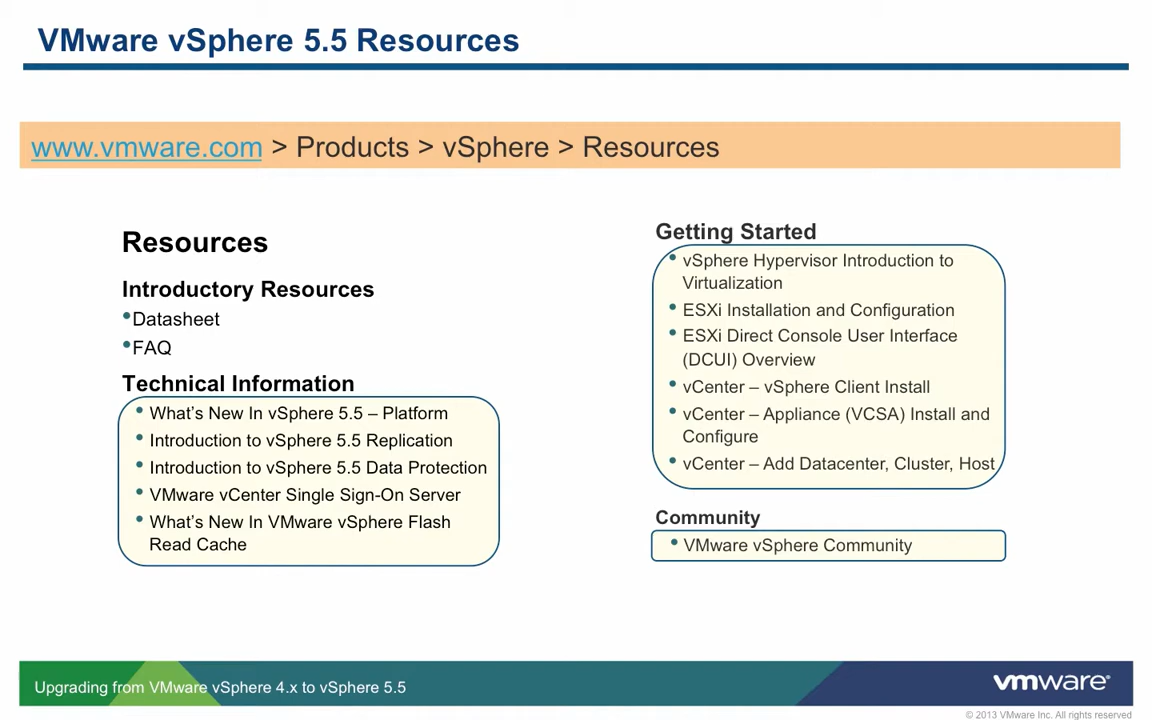 VMware vSphere 5.5 Resources
www.vmware.com > Products > vSphere > Resources
Resources
Introductory Resources
•Datasheet
•FAQ
Technical Information
• What’s New In vSphere 5.5 – Platform
• Introduction to vSphere 5.5 Replication
• Introduction to vSphere 5.5 Data Protection
• VMware vCenter Single Sign-On Server
• What’s New In VMware vSphere Flash
Read Cache
Getting Started
• vSphere Hypervisor Introduction to
Virtualization
• ESXi Installation and Configuration
• ESXi Direct Console User Interface
(DCUI) Overview
• vCenter – vSphere Client Install
• vCenter – Appliance (VCSA) Install and
Configure
• vCenter – Add Datacenter, Cluster, Host
Community
• VMware vSphere Community
Upgrading from VMware vSphere 4.x to vSphere 5.5
vmware®
© 2013 VMware Inc. All rights reserved